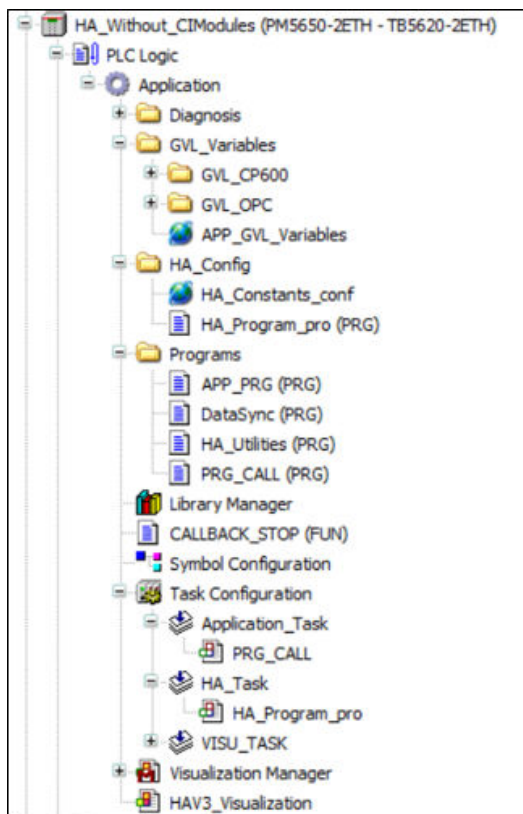 HA_Without_CIModules (PM5650-2ETH - TB5620-2ETH)
PLC Logic
Application
Diagnosis
GVL_Variables
GVL_CP600
GVL_OPC
APP_GVL_Variables
HA_Config
HA_Constants_conf
HA_Program_pro (PRG)
Programs
APP_PRG (PRG)
DataSync (PRG)
HA_Utilities (PRG)
PRG_CALL (PRG)
Library Manager
CALLBACK_STOP (FUN)
Symbol Configuration
Task Configuration
Application_Task
PRG_CALL
HA_Task
HA_Program_pro
VISU_TASK
Visualization Manager
HAV3_Visualization